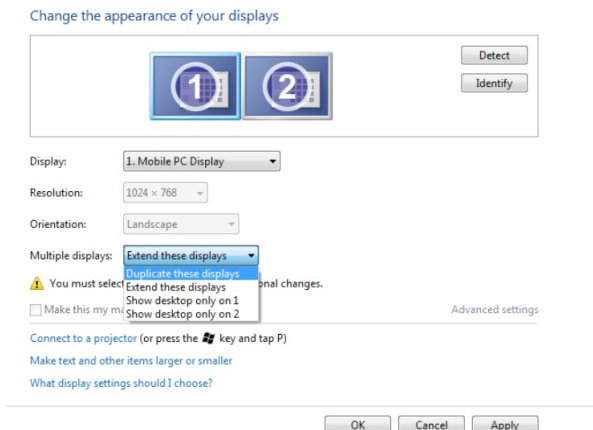 Change the appearance of your displays
1 2
Detect
Identify
Display: 1. Mobile PC Display
Resolution: 1024 × 768
Orientation: Landscape
Multiple displays: Extend these displays
Duplicate these displays
You must select onal changes.
Extend these displays
Show desktop only on 1
Make this my ma Advanced settings
Show desktop only on 2
Connect to a projector (or press the key and tap P)
Make text and other items larger or smaller
What display settings should I choose?
OK Cancel Apply